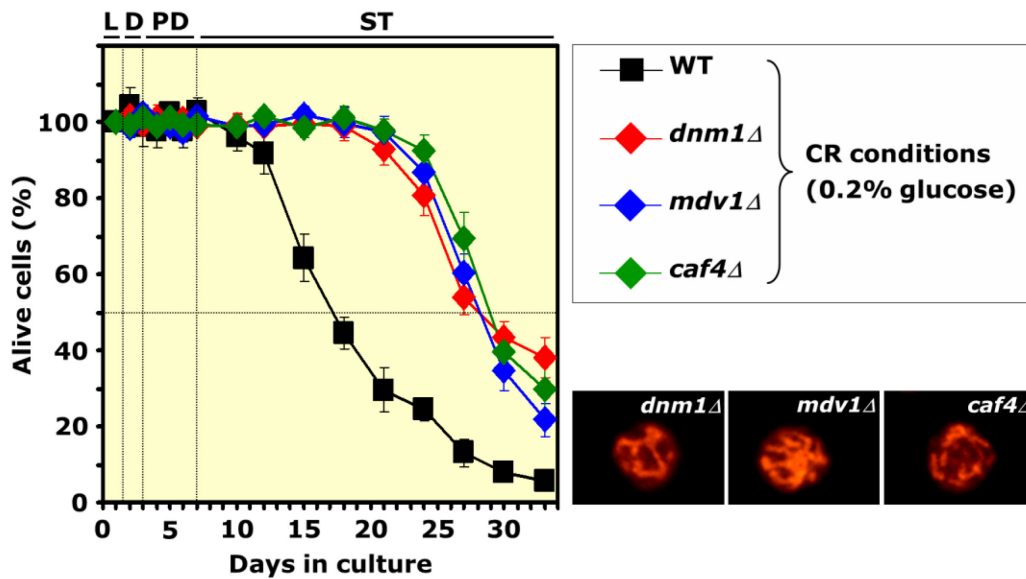 L D PD ST
100
80
60
40
20
0
0 5 10 15 20 25 30
Alive cells (%)
Days in culture
WT
dnm1Δ
mdv1Δ
caf4Δ
CR conditions
(0.2% glucose)
dnm1Δ mdv1Δ caf4Δ